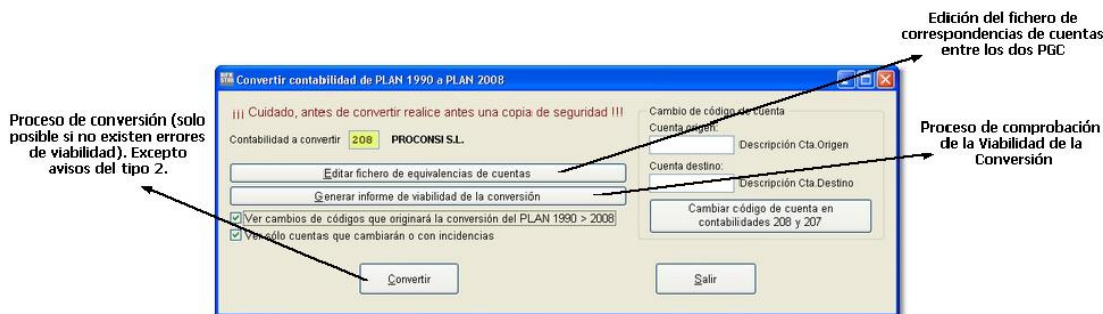 Edición del fichero de
correspondencias de cuentas
entre los dos PGC
Convertir contabilidad de PLAN 1990 a PLAN 2008
¡¡¡ Cuidado, antes de convertir realice antes una copia de seguridad !!!
Contabilidad a convertir 208 PROCONSI S.L.
Editar fichero de equivalencias de cuentas
Generar informe de viabilidad de la conversión
Ver cambios de códigos que originará la conversión del PLAN 1990 > 2008
Ver sólo cuentas que cambiarán o con incidencias
Convertir
Cambio de código de cuenta
Cuenta origen:
Descripción Cta.Origen
Cuenta destino:
Descripción Cta.Destino
Cambiar código de cuenta en
contabilidades 208 y 207
Salir
Proceso de conversión (solo
posible si no existen errores
de viabilidad). Excepto
avisos del tipo 2.
Proceso de comprobación
de la Viabilidad de la
Conversión